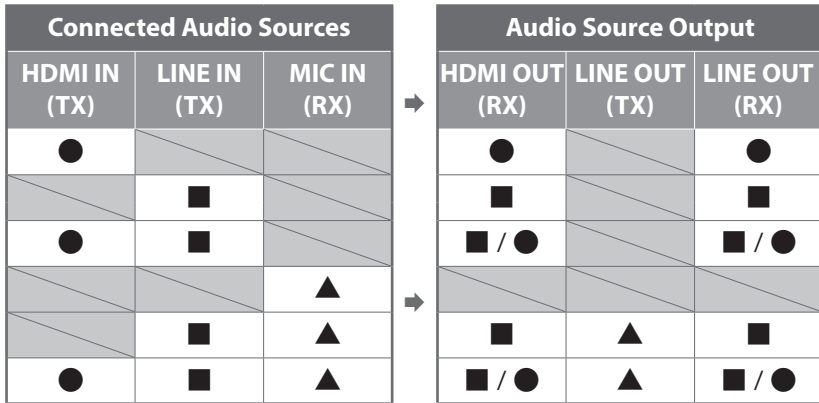 Connected Audio Sources
HDMI IN (TX) LINE IN (TX) MIC IN (RX)
Audio Source Output
HDMI OUT (RX) LINE OUT (TX) LINE OUT (RX)
● ● ●
■ ■ ■
● ■ ■ / ● ■ / ●
▲
■ ▲ ■ ▲ ■
● ■ ▲ ■ / ● ▲ ■ / ●